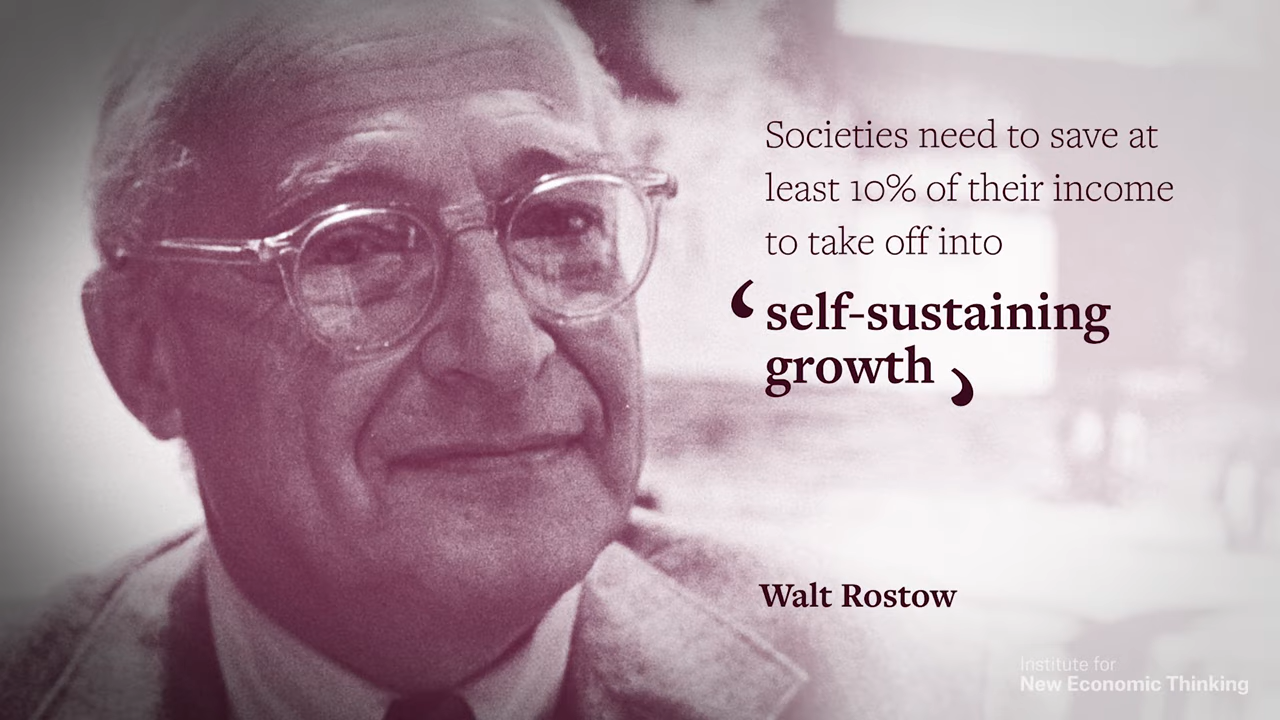 Societies need to save at
least 10% of their income
to take off into
‘self-sustaining
growth’
Walt Rostow
Institute for
New Economic Thinking